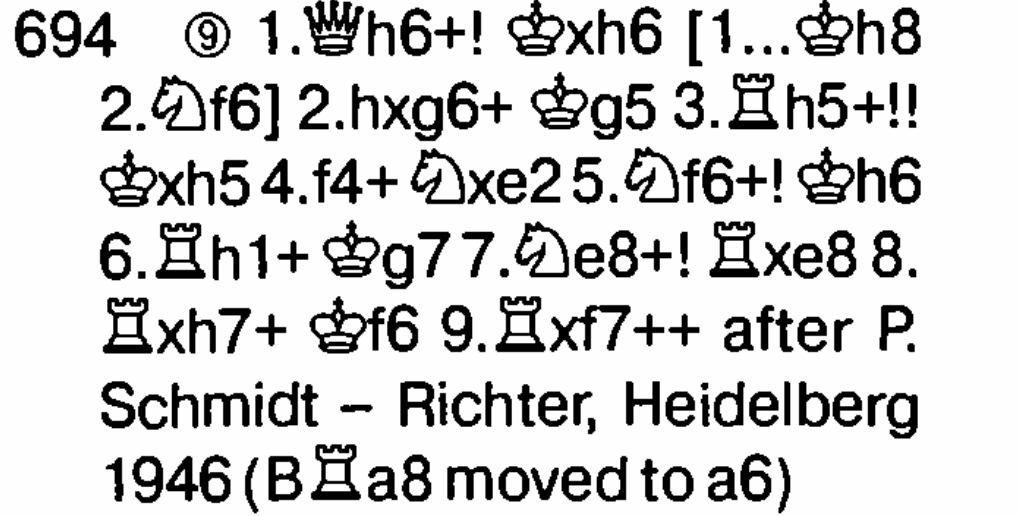 694 ⑨ 1.♕h6+! ♔xh6 [1...♔h8
2.♘f6] 2.hxg6+ ♔g5 3.♖h5+!!
♔xh5 4.f4+ ♘xe2 5.♘f6+! ♔h6
6.♖h1+ ♔g7 7.♘e8+! ♖xe8 8.
♖xh7+ ♔f6 9.♖xf7++ after P.
Schmidt – Richter, Heidelberg
1946 (B♖a8 moved to a6)